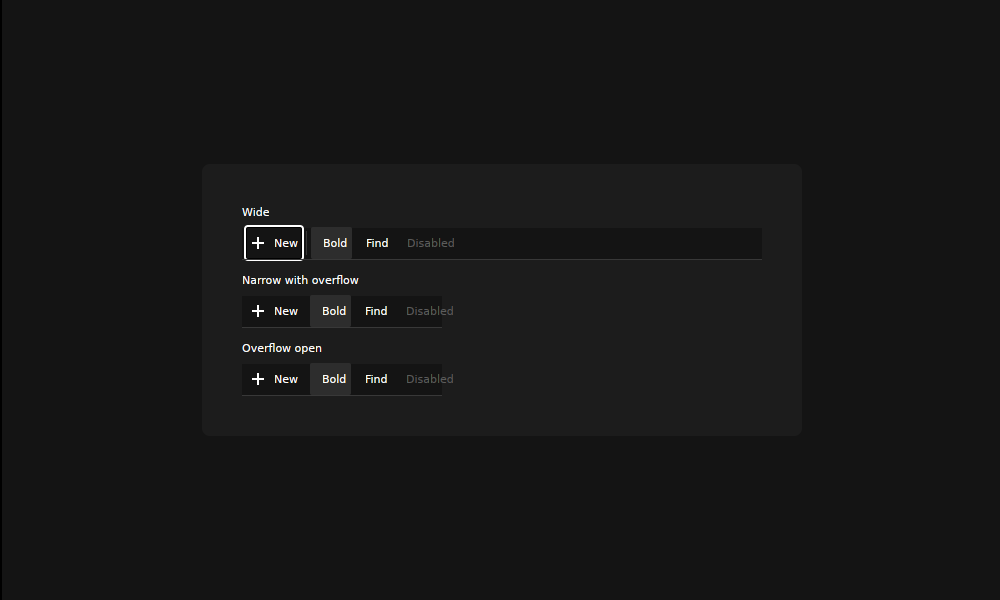 Wide
New Bold Find Disabled
Narrow with overflow
New Bold Find Disabled
Overflow open
New Bold Find Disabled